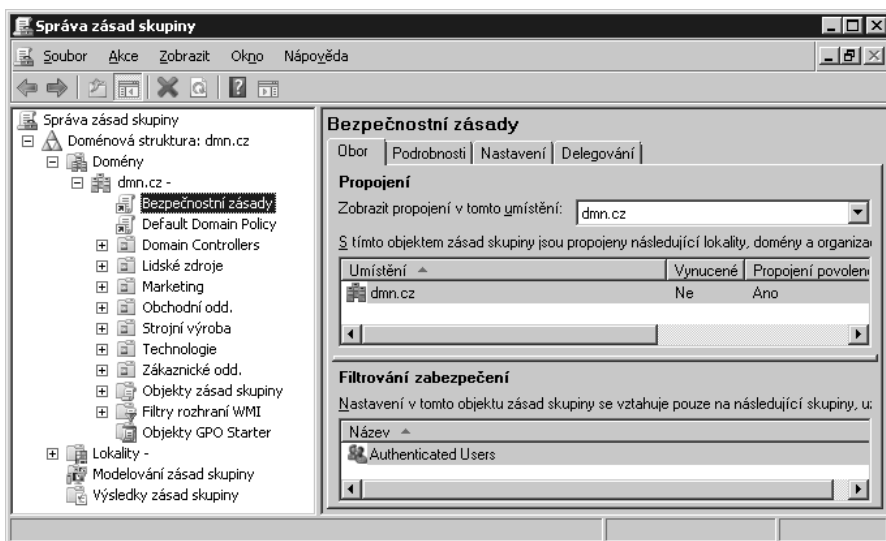 Správa zásad skupiny
Soubor Akce Zobrazit Okno Nápověda
Správa zásad skupiny
Doménová struktura: dmn.cz
Domény
dmn.cz -
Bezpečnostní zásady
Default Domain Policy
Domain Controllers
Lidské zdroje
Marketing
Obchodní odd.
Strojní výroba
Technologie
Zákaznické odd.
Objekty zásad skupiny
Filtry rozhraní WMI
Objekty GPO Starter
Lokality -
Modelování zásad skupiny
Výsledky zásad skupiny
Bezpečnostní zásady
Obor Podrobnosti Nastavení Delegování
Propojení
Zobrazit propojení v tomto umístění: dmn.cz
S tímto objektem zásad skupiny jsou propojeny následující lokality, domény a organiza
Umístění Vynucené Propojení povolen
dmn.cz Ne Ano
Filtrování zabezpečení
Nastavení v tomto objektu zásad skupiny se vztahuje pouze na následující skupiny, u
Název
Authenticated Users